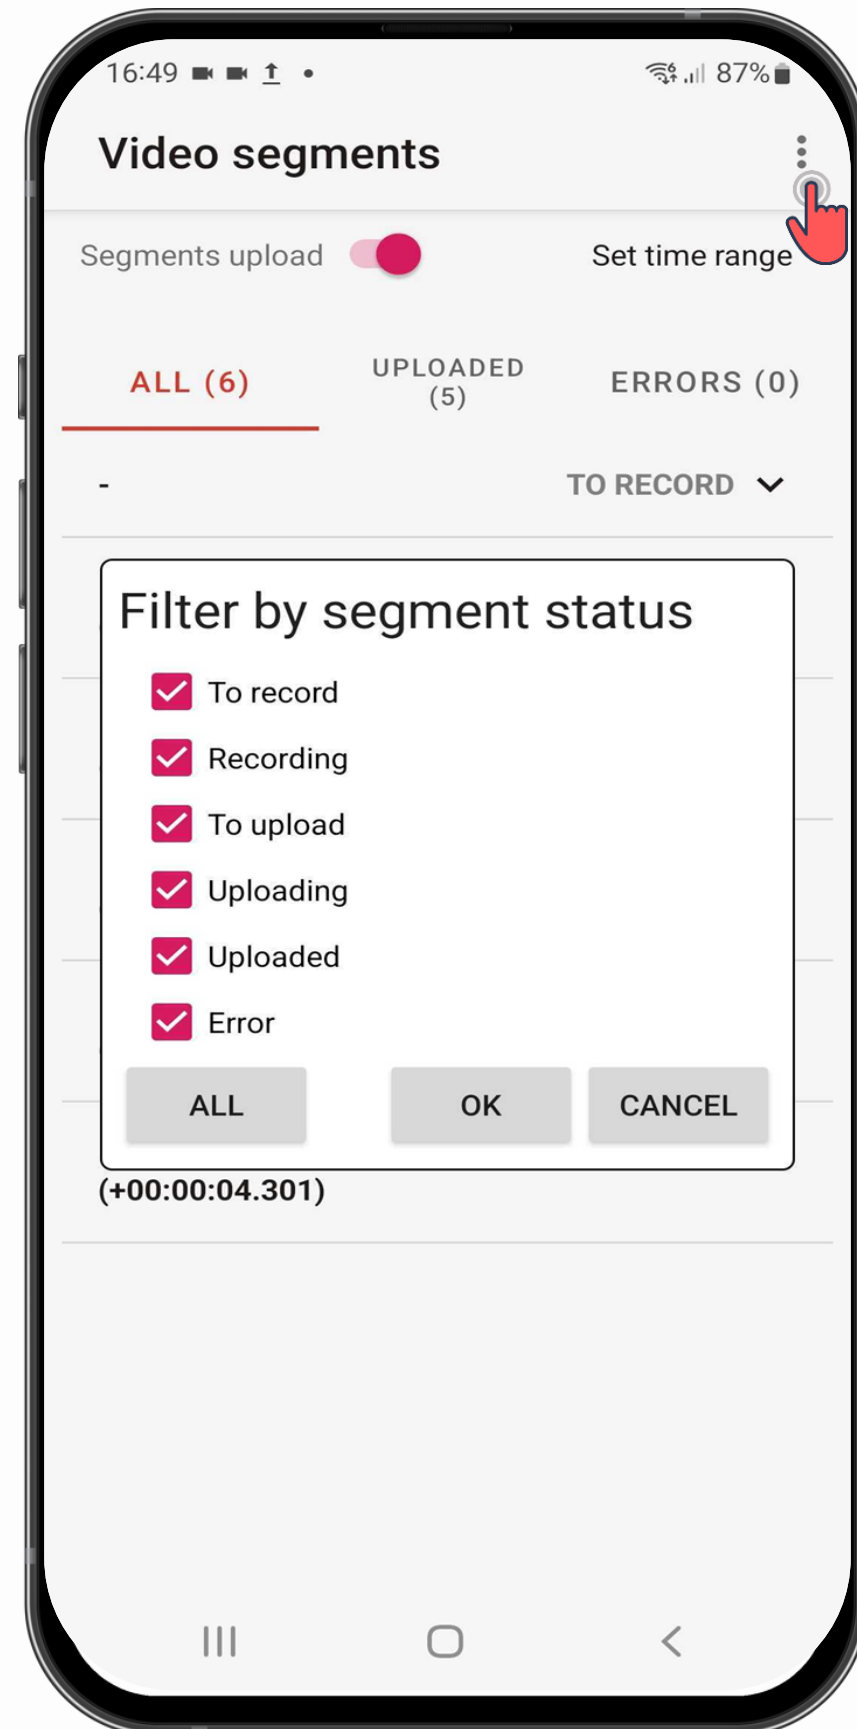 16:49 87%
Video segments
Segments upload Set time range
ALL (6) UPLOADED (5) ERRORS (0)
- TO RECORD
Filter by segment status
To record
Recording
To upload
Uploading
Uploaded
Error
ALL OK CANCEL
(+00:00:04.301)